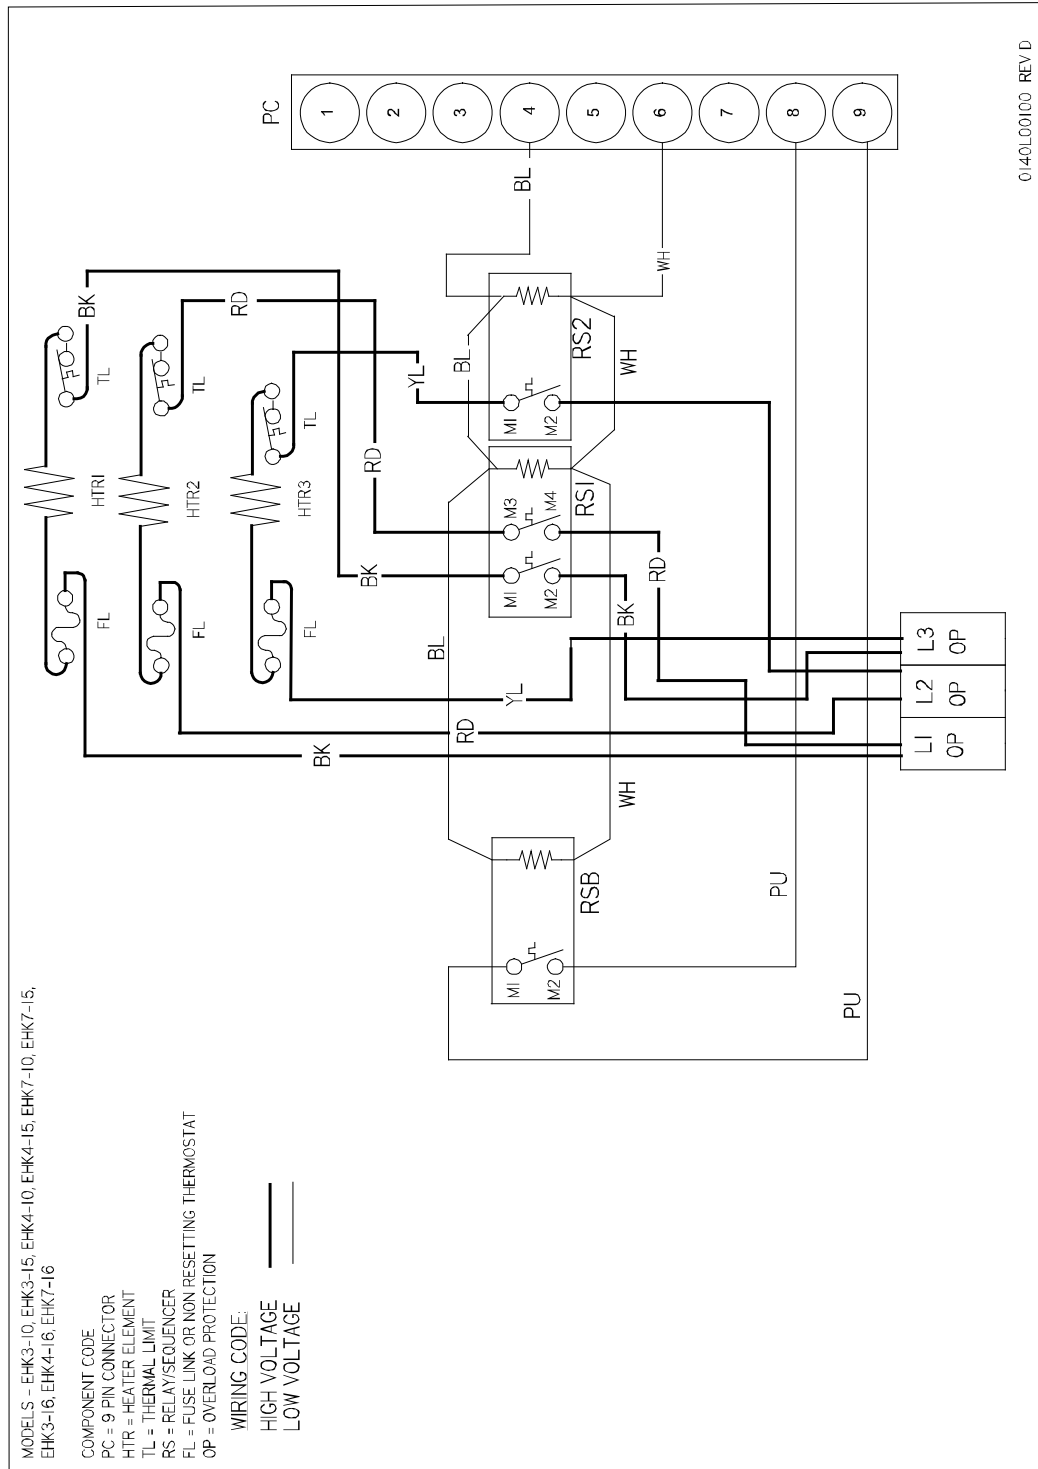 MODELS - EHK3-10, EHK3-15, EHK4-10, EHK4-15, EHK7-10, EHK7-15,
EHK3-16, EHK4-16, EHK7-16
COMPONENT CODE
PC = 9 PIN CONNECTOR
HTR = HEATER ELEMENT
TL = THERMAL LIMIT
RS = RELAY/SEQUENCER
FL = FUSE LINK OR NON RESETTING THERMOSTAT
OP = OVERLOAD PROTECTION
WIRING CODE:
HIGH VOLTAGE
LOW VOLTAGE
FL
HTR1
TL
BK
FL
HTR2
TL
RD
FL
HTR3
TL
YL
BK
RD
BK
RD
YL
BL
BL
BL
RSB
M1
M2
RS1
M1
M2
M3
M4
RS2
M1
M2
WH
WH
WH
BK
RD
PU
PU
L1
OP
L2
OP
L3
OP
PC
1
2
3
4
5
6
7
8
9
0140L00100 REV D